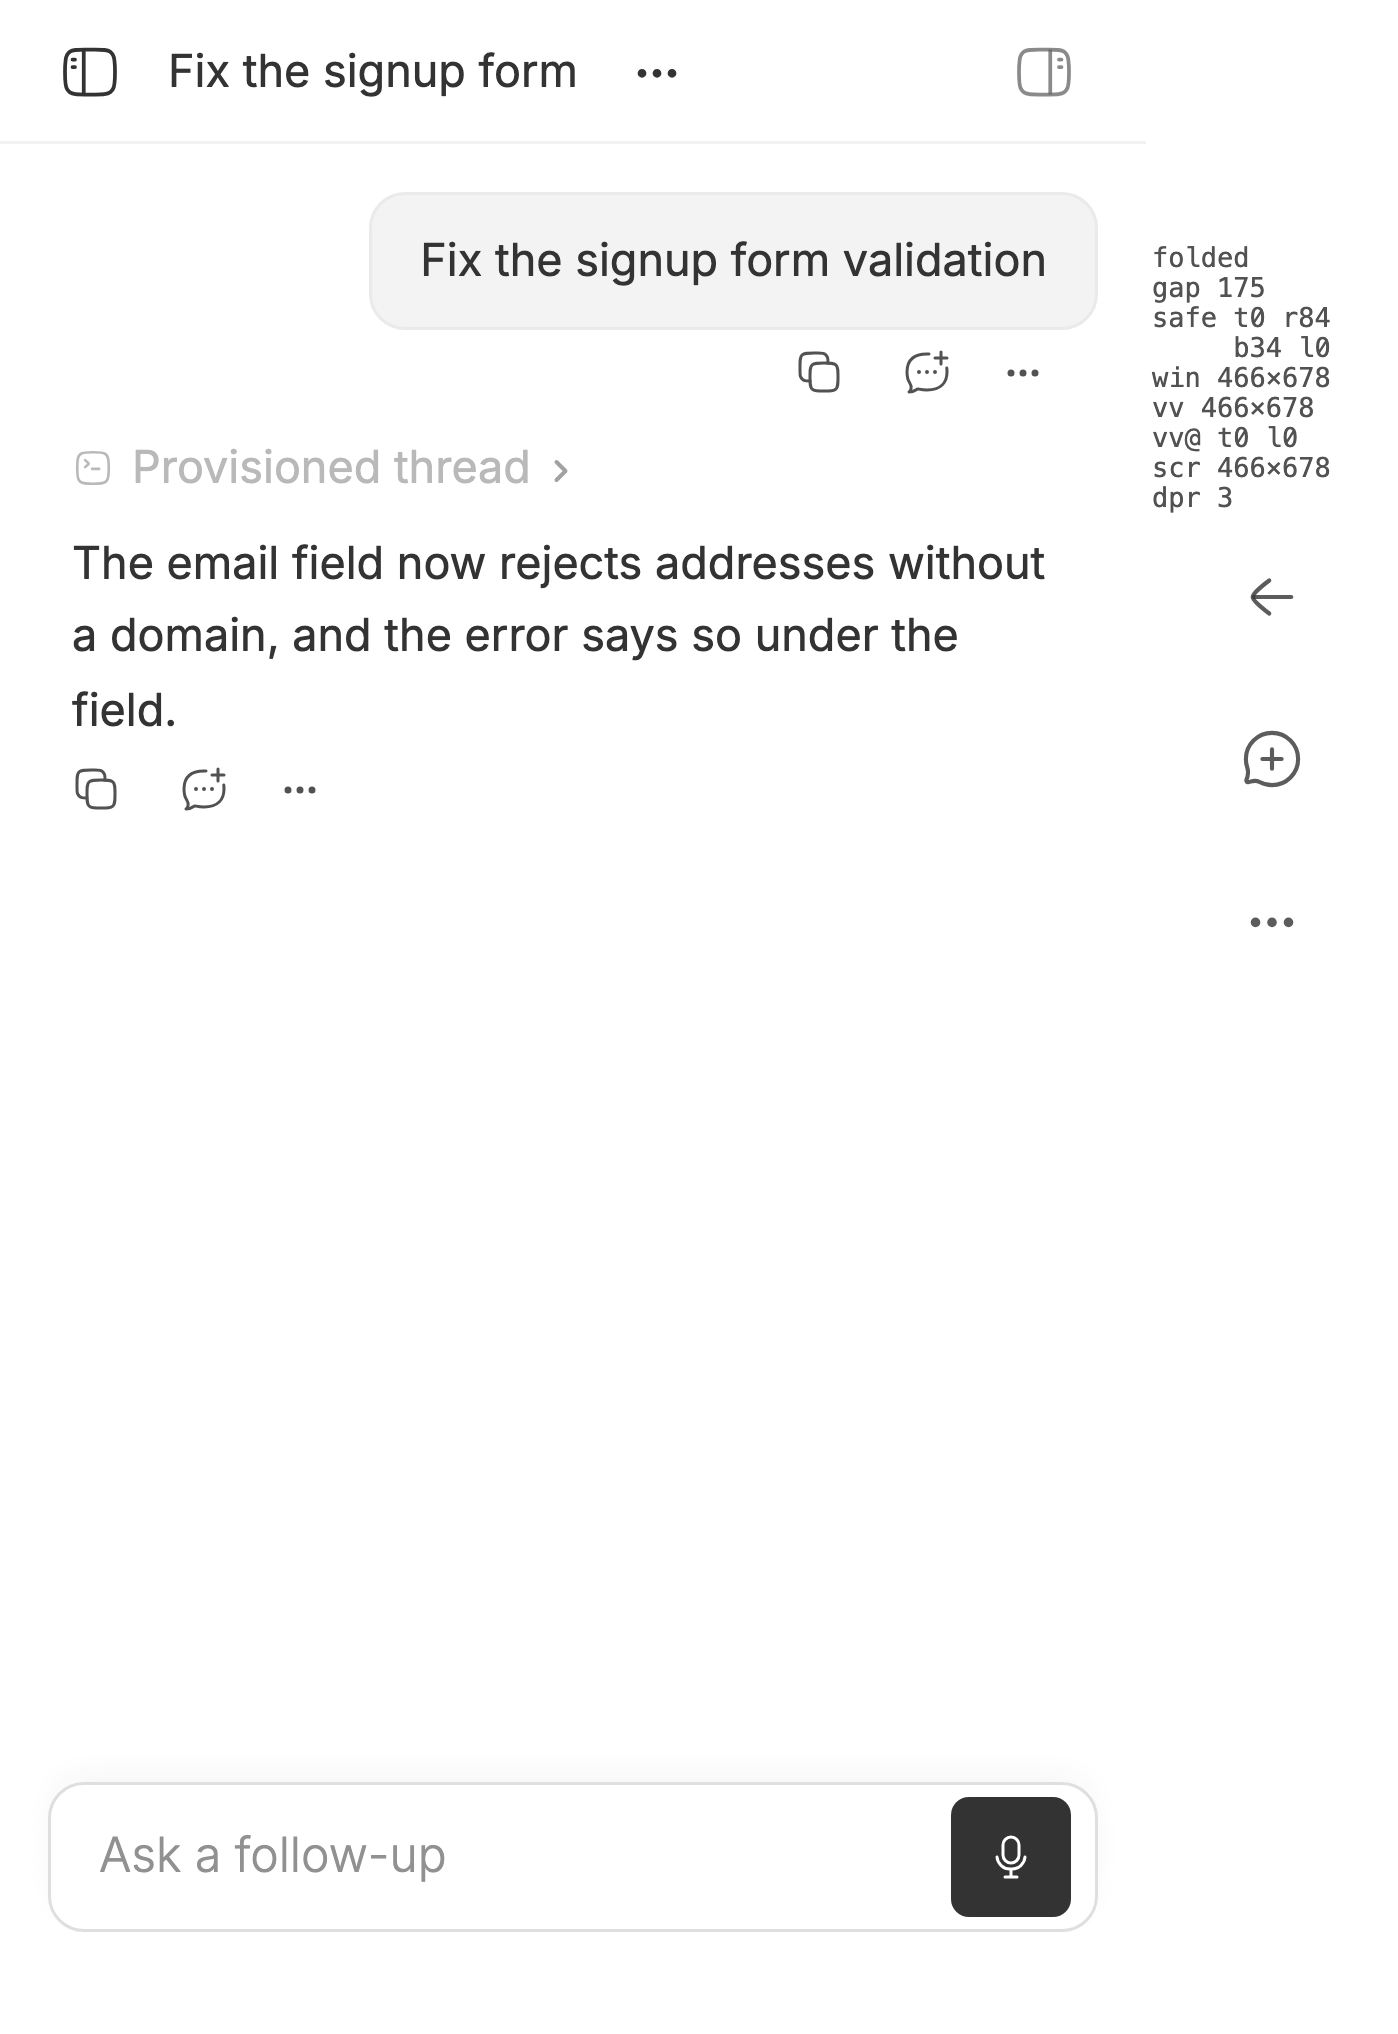 Fix the signup form
Fix the signup form validation
folded
gap 175
safe t0 r84
b34 l0
win 466×678
vv 466×678
vv@ t0 l0
scr 466×678
dpr 3
Provisioned thread
The email field now rejects addresses without
a domain, and the error says so under the
field.
Ask a follow-up